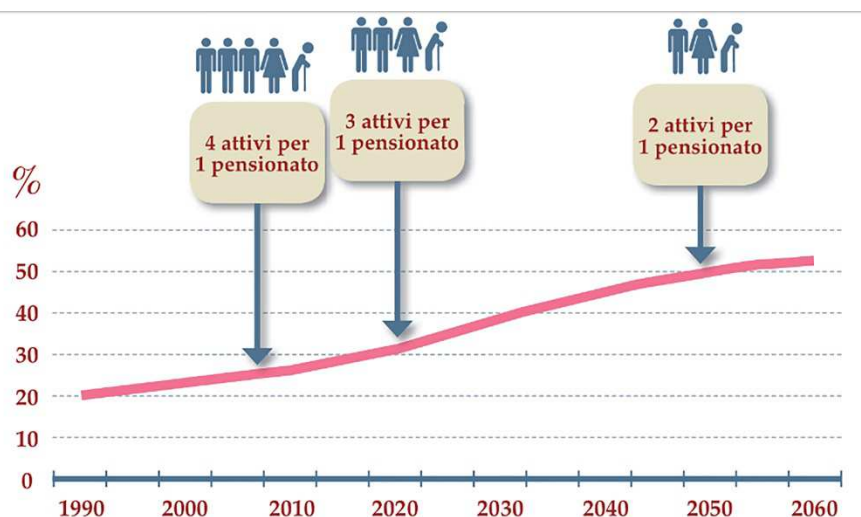 4 attivi per
1 pensionato
3 attivi per
1 pensionato
2 attivi per
1 pensionato
%
60
50
40
30
20
10
0
1990 2000 2010 2020 2030 2040 2050 2060